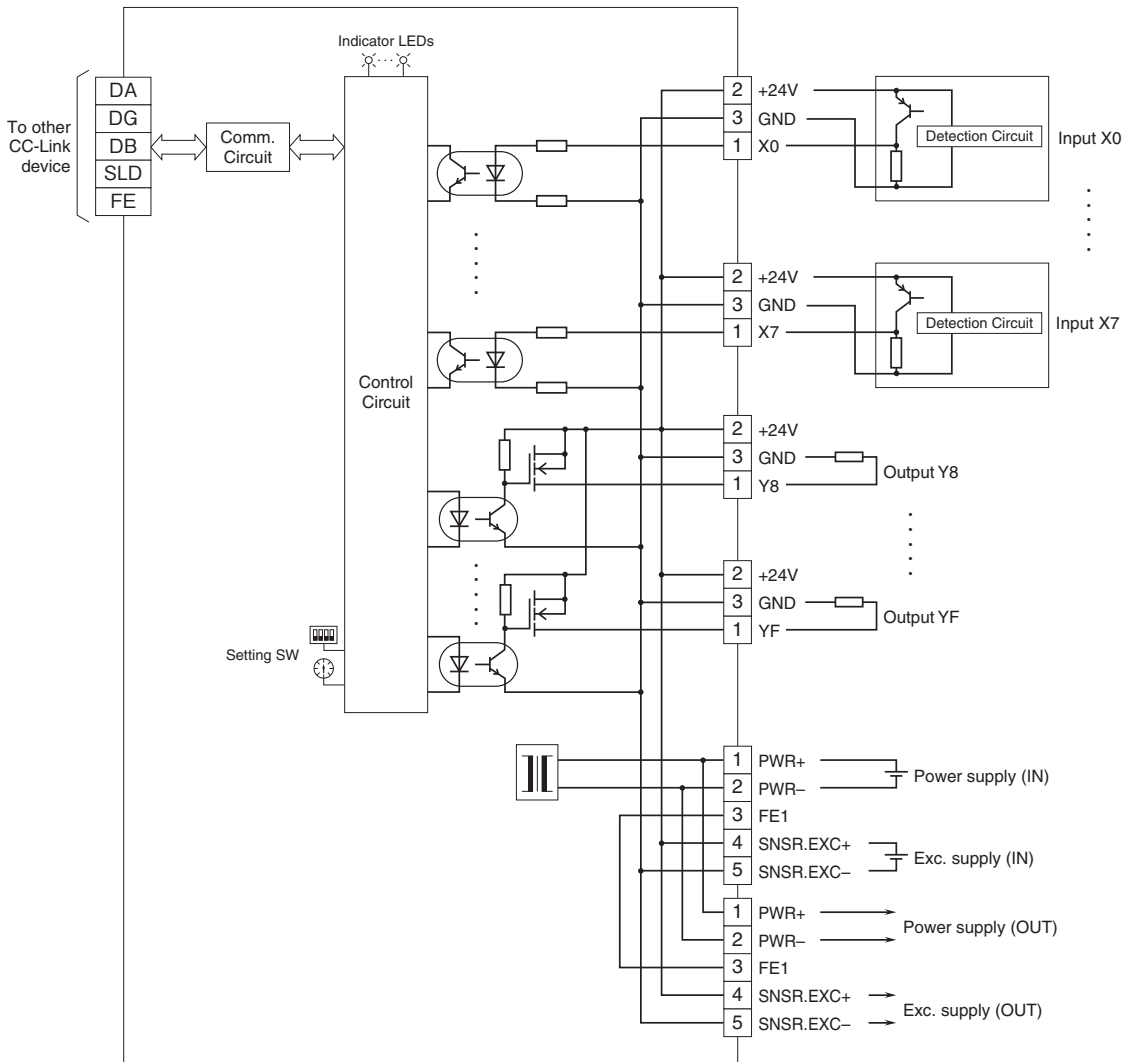 Indicator LEDs
To other
CC-Link
device
DA
DG
DB
SLD
FE
Comm.
Circuit
Control
Circuit
Setting SW
2 +24V
3 GND
1 X0
Detection Circuit
Input X0
2 +24V
3 GND
1 X7
Detection Circuit
Input X7
2 +24V
3 GND
1 Y8
Output Y8
2 +24V
3 GND
1 YF
Output YF
1 PWR+
2 PWR–
Power supply (IN)
3 FE1
4 SNSR.EXC+
5 SNSR.EXC–
Exc. supply (IN)
1 PWR+
2 PWR–
Power supply (OUT)
3 FE1
4 SNSR.EXC+
5 SNSR.EXC–
Exc. supply (OUT)